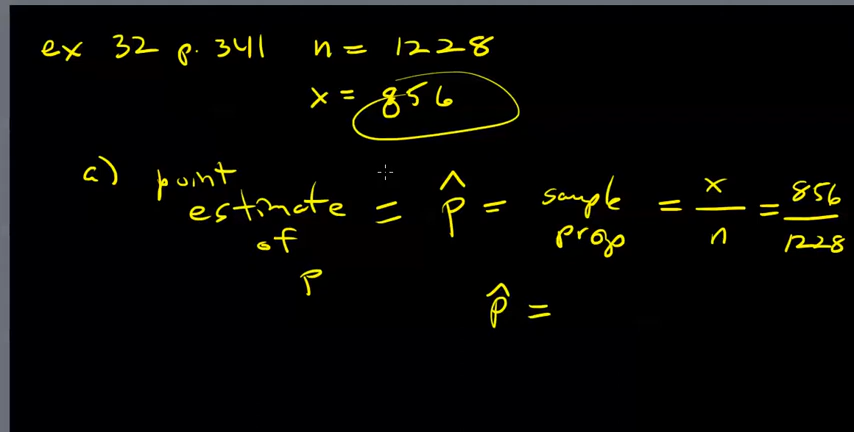 ex 32 p. 341 n = 1228
x = 856
a) point estimate of p = p̂ = sample prop = x/n = 856/1228
p̂ =